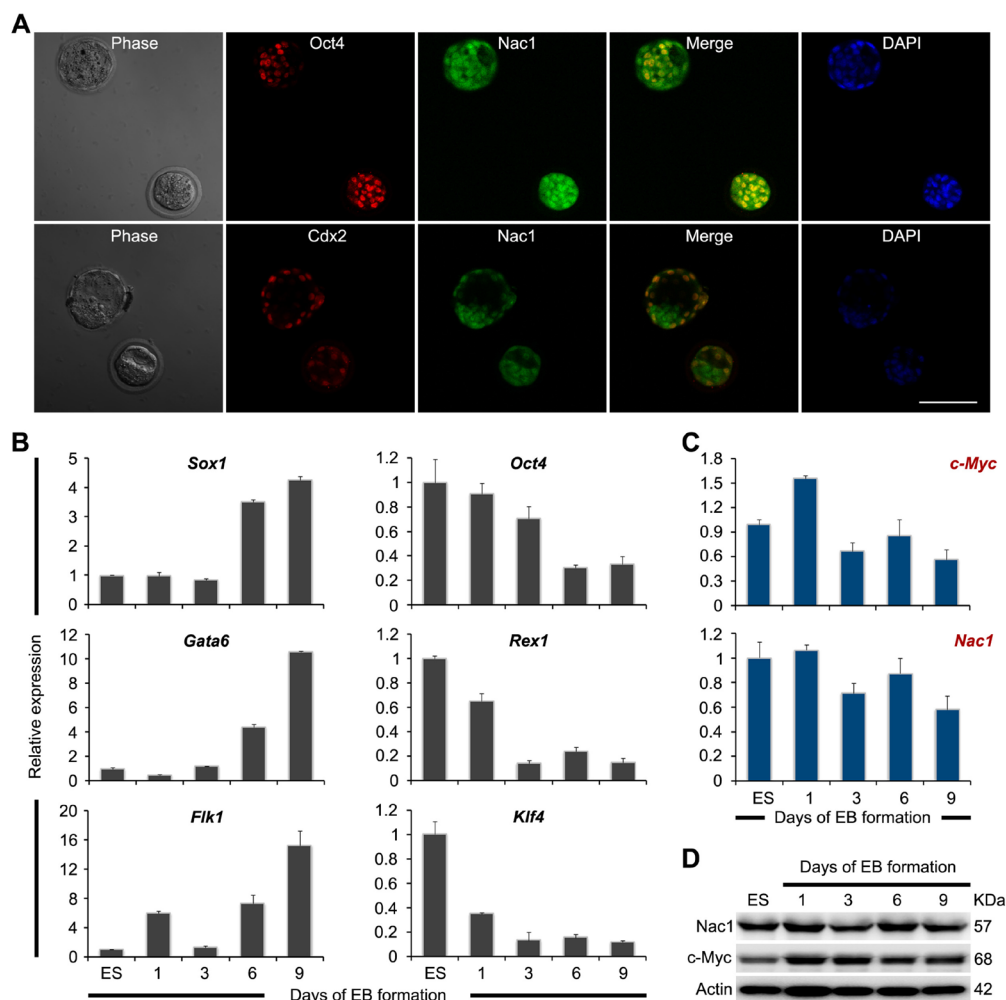 A
Phase Oct4 Nac1 Merge DAPI
Phase Cdx2 Nac1 Merge DAPI
B
Relative expression
Sox1
5
4
3
2
1
0
Oct4
1.2
1
0.8
0.6
0.4
0.2
0
Gata6
12
10
8
6
4
2
0
Rex1
1.2
1
0.8
0.6
0.4
0.2
0
Flk1
20
16
12
8
4
0
ES 1 3 6 9
Klf4
1.2
1
0.8
0.6
0.4
0.2
0
ES 1 3 6 9
Days of EB formation
C
c-Myc
1.8
1.5
1.2
0.9
0.6
0.3
0
Nac1
1.2
1
0.8
0.6
0.4
0.2
0
ES 1 3 6 9
Days of EB formation
D
Days of EB formation
ES 1 3 6 9 KDa
Nac1 57
c-Myc 68
Actin 42